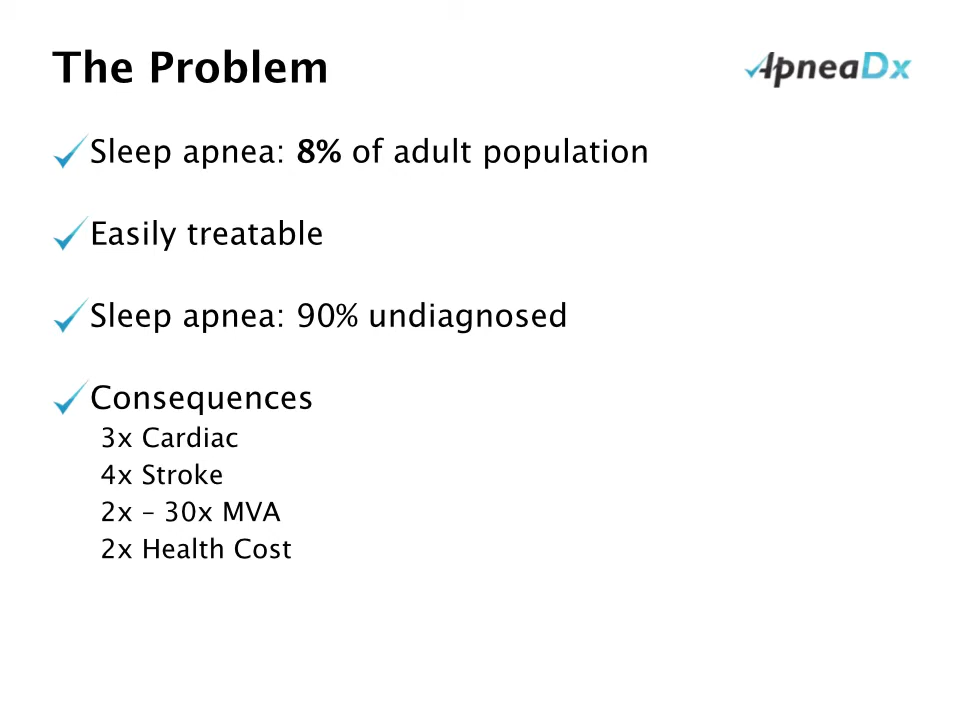 The Problem
ApneaDx
Sleep apnea: 8% of adult population
Easily treatable
Sleep apnea: 90% undiagnosed
Consequences
3x Cardiac
4x Stroke
2x – 30x MVA
2x Health Cost